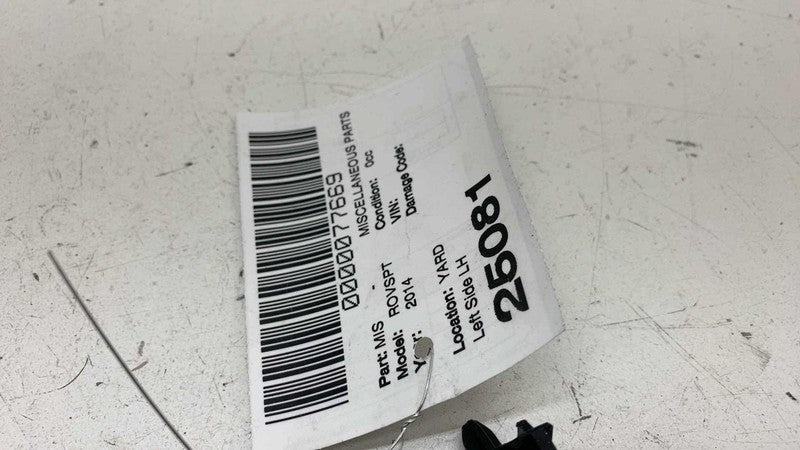 0000077669
MISCELLANEOUS PARTS
Part: MIS - Condition: 0cc
Model: ROVSPT VIN:
Year: 2014 Damage Code:
Location: YARD
Left Side LH
25081